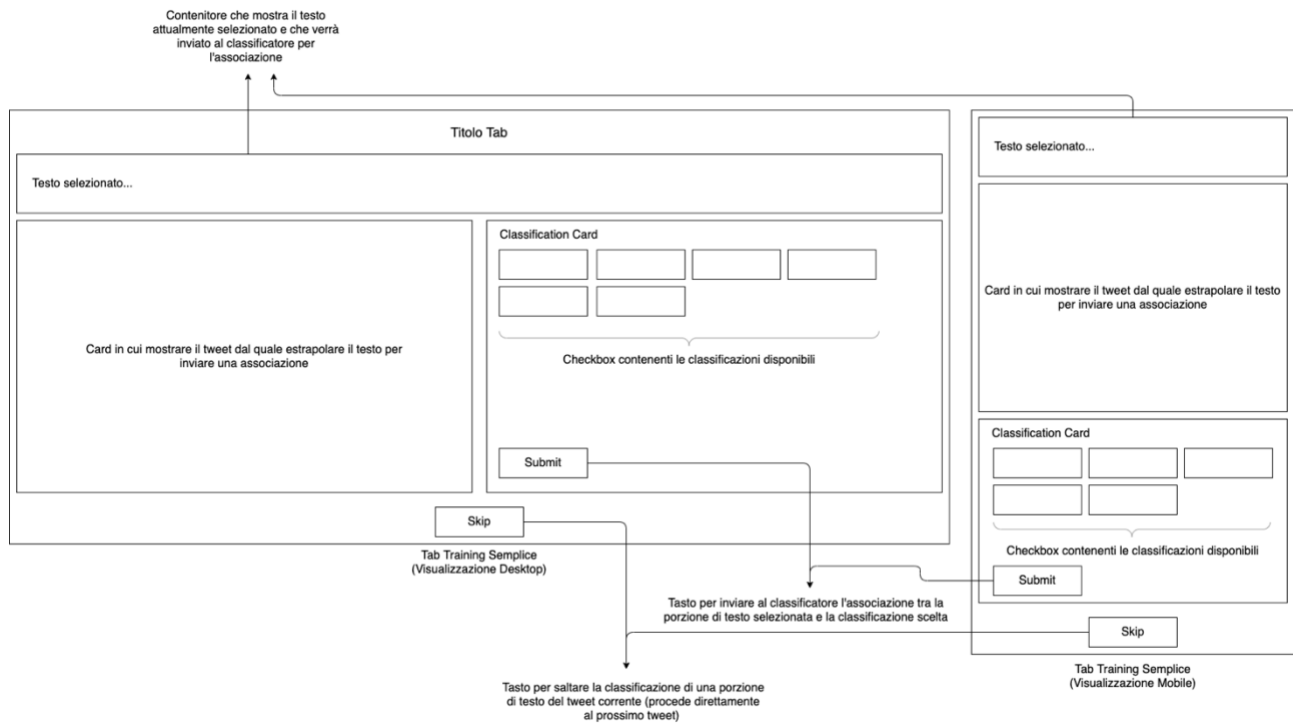 Contenitore che mostra il testo
attualmente selezionato e che verrà
inviato al classificatore per
l'associazione
Titolo Tab
Testo selezionato...
Card in cui mostrare il tweet dal quale estrapolare il testo per
inviare una associazione
Classification Card
Checkbox contenenti le classificazioni disponibili
Submit
Skip
Tab Training Semplice
(Visualizzazione Desktop)
Testo selezionato...
Card in cui mostrare il tweet dal quale estrapolare il testo
per inviare una associazione
Classification Card
Checkbox contenenti le classificazioni disponibili
Submit
Skip
Tab Training Semplice
(Visualizzazione Mobile)
Tasto per inviare al classificatore l'associazione tra la
porzione di testo selezionata e la classificazione scelta
Tasto per saltare la classificazione di una porzione
di testo del tweet corrente (procede direttamente
al prossimo tweet)